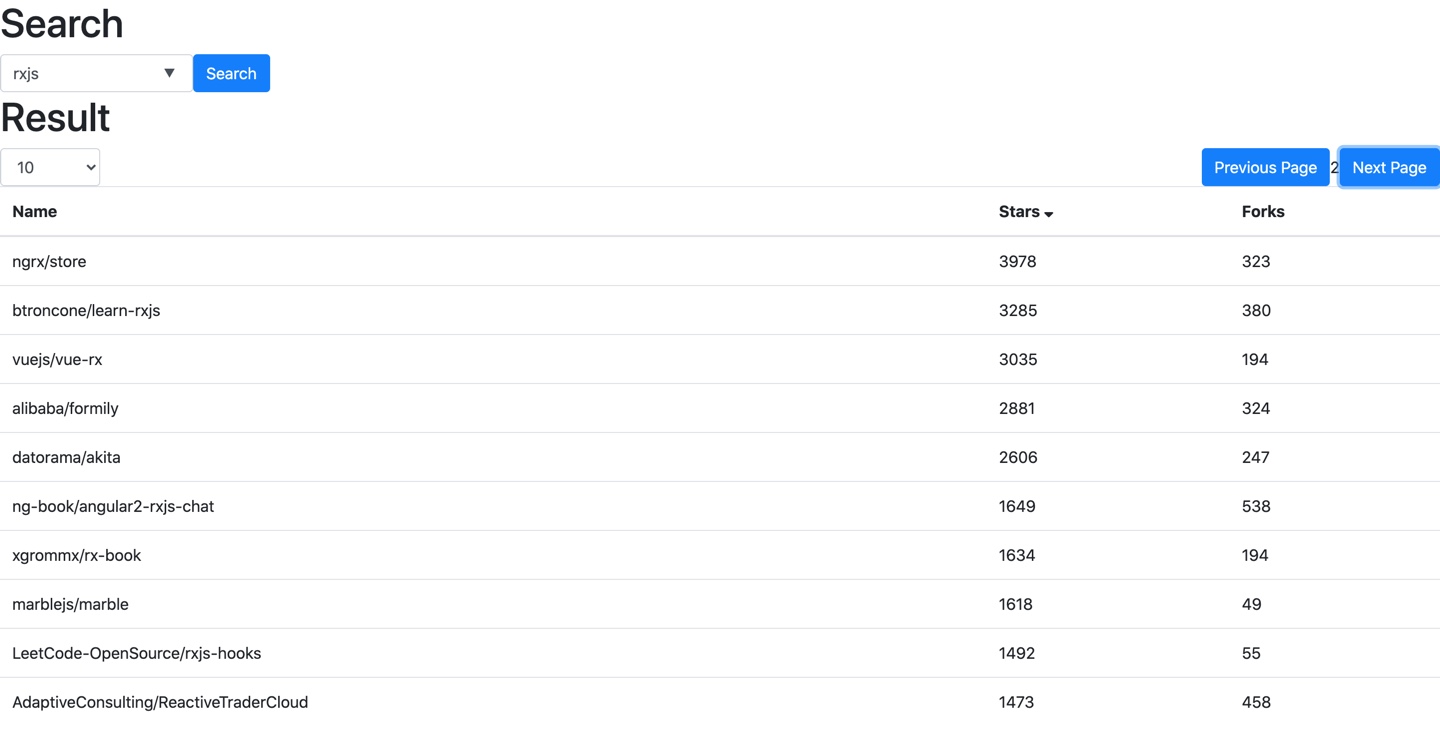 Search
rxjs ▼ Search
Result
10 Previous Page 2 Next Page
Name Stars Forks
ngrx/store 3978 323
btroncone/learn-rxjs 3285 380
vuejs/vue-rx 3035 194
alibaba/formily 2881 324
datorama/akita 2606 247
ng-book/angular2-rxjs-chat 1649 538
xgrommx/rx-book 1634 194
marblejs/marble 1618 49
LeetCode-OpenSource/rxjs-hooks 1492 55
AdaptiveConsulting/ReactiveTraderCloud 1473 458